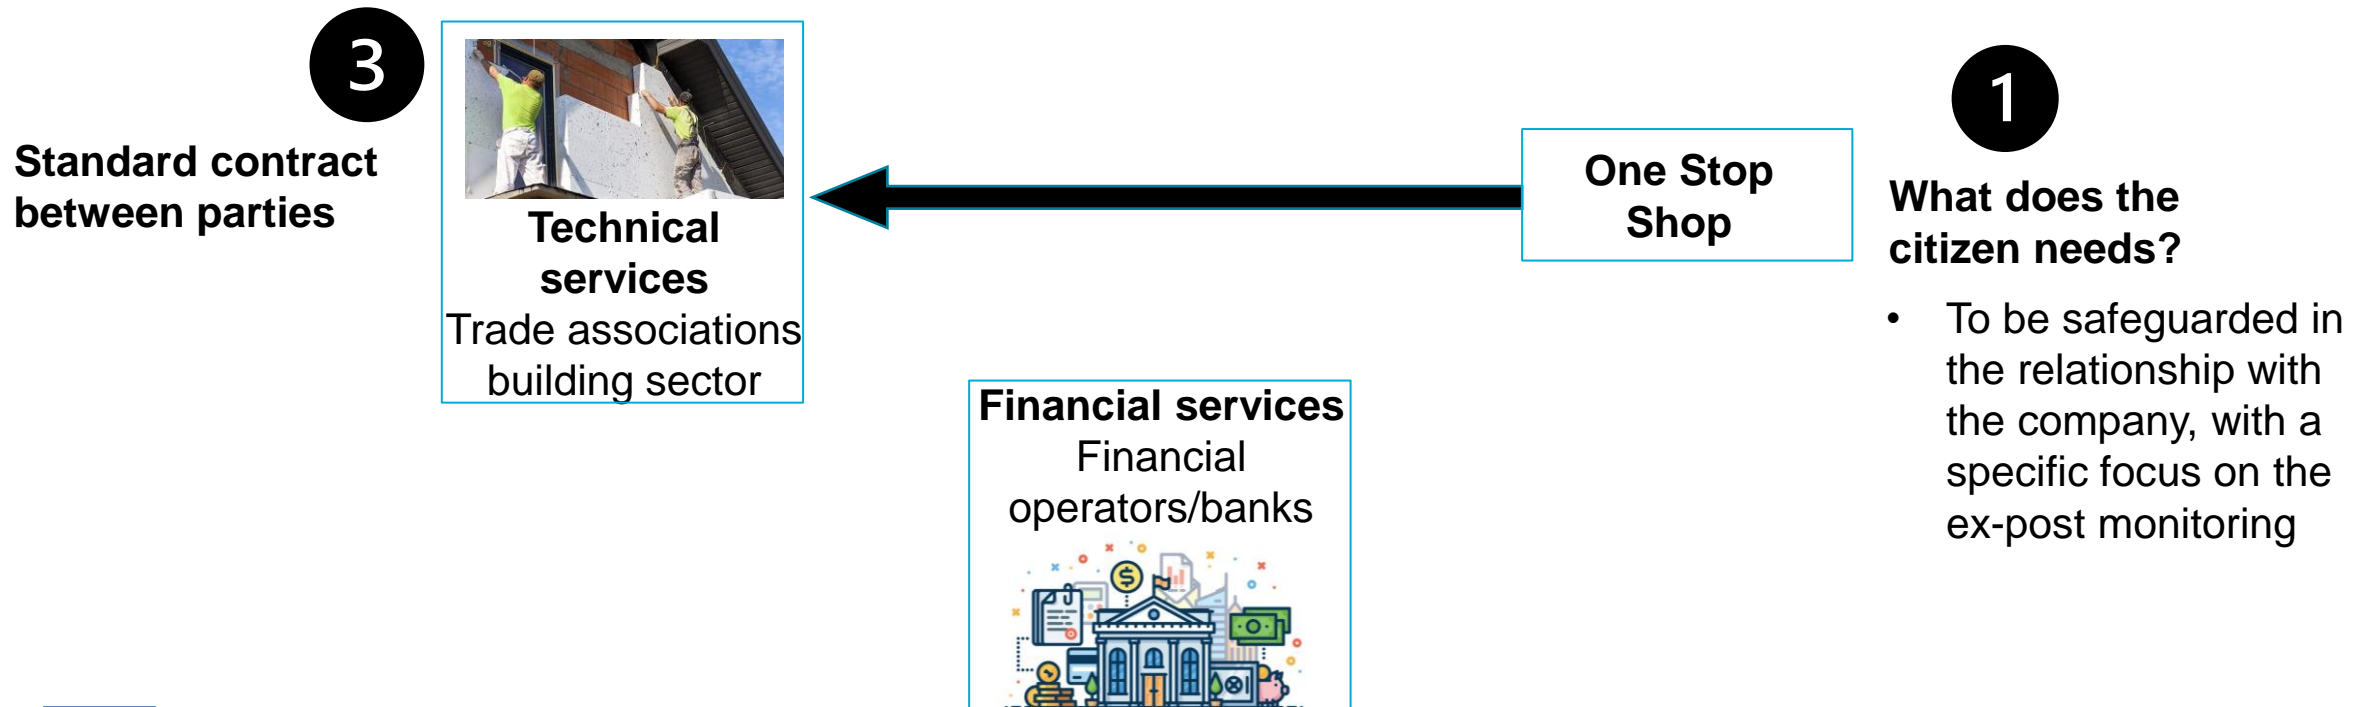 3
Standard contract
between parties
Technical
services
Trade associations
building sector
One Stop
Shop
Financial services
Financial
operators/banks
$
1
What does the
citizen needs?
• To be safeguarded in
the relationship with
the company, with a
specific focus on the
ex-post monitoring